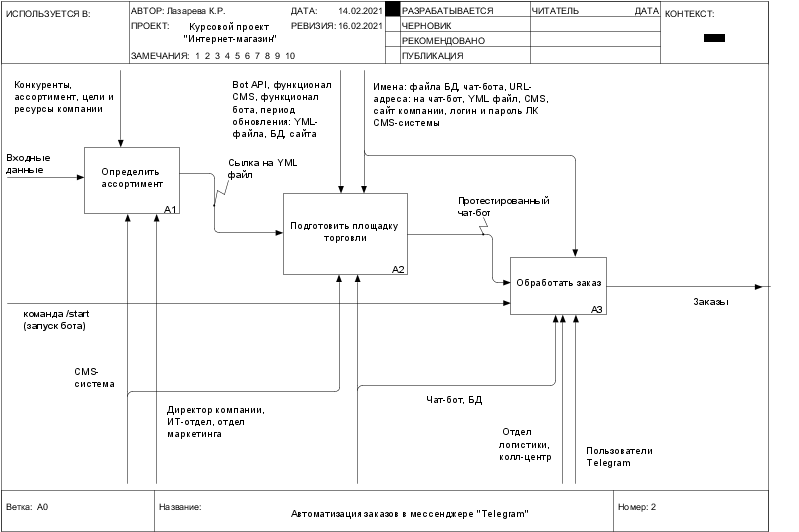 ИСПОЛЬЗУЕТСЯ В:
АВТОР: Лазарева К.Р.
ДАТА: 14.02.2021
ПРОЕКТ: Курсовой проект
"Интернет-магазин"
РЕВИЗИЯ: 16.02.2021
ЗАМЕЧАНИЯ: 1 2 3 4 5 6 7 8 9 10
РАЗРАБАТЫВАЕТСЯ
ЧЕРНОВИК
РЕКОМЕНДОВАНО
ПУБЛИКАЦИЯ
ЧИТАТЕЛЬ
ДАТА
КОНТЕКСТ:
Конкуренты,
ассортимент, цели и
ресурсы компании
Bot API, функционал
CMS, функционал
бота, период
обновления: YML-
файла, БД, сайта
Имена: файла БД, чат-бота, URL-
адреса: на чат-бот, YML файл, CMS,
сайт компании, логин и пароль ЛК
CMS-системы
Входные
данные
Определить
ассортимент
A1
Сылка на YML
файл
Подготовить площадку
торговли
A2
Протестированный
чат-бот
Обработать заказ
A3
Заказы
команда /start
(запуск бота)
CMS-
система
Директор компании,
ИТ-отдел, отдел
маркетинга
Чат-бот, БД
Отдел
логистики,
колл-центр
Пользователи
Telegram
Ветка: A0
Название:
Автоматизация заказов в мессенджере "Telegram"
Номер: 2